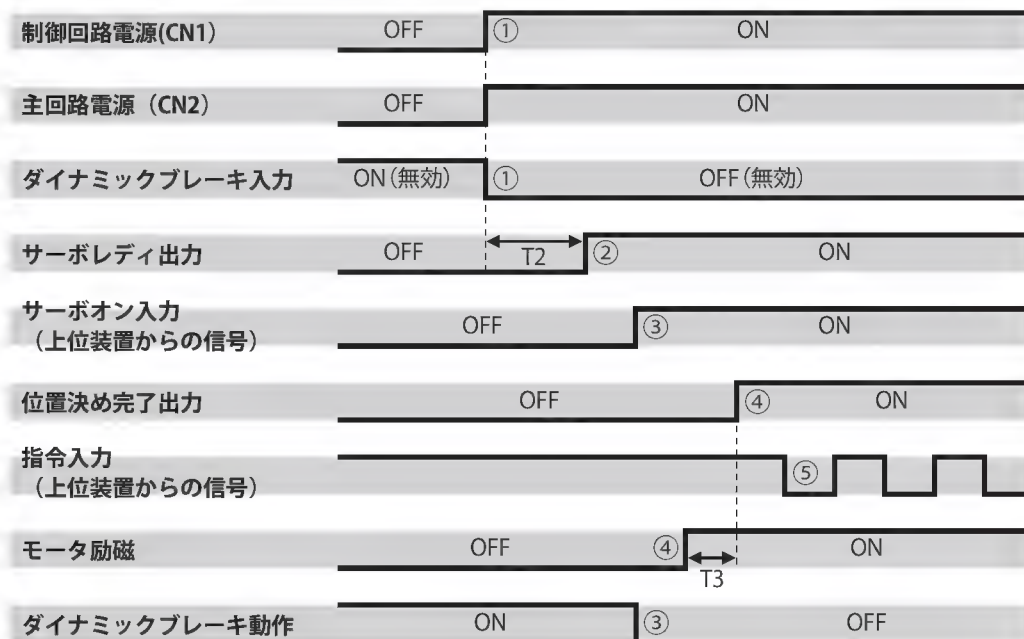 制御回路電源(CN1) OFF ① ON
主回路電源（CN2） OFF ON
ダイナミックブレーキ入力 ON(無効) ① OFF(無効)
サーボレディ出力 OFF T2 ② ON
サーボオン入力
（上位装置からの信号） OFF ③ ON
位置決め完了出力 OFF ④ ON
指令入力
（上位装置からの信号） ⑤
モータ励磁 OFF ④ ON
T3
ダイナミックブレーキ動作 ON ③ OFF